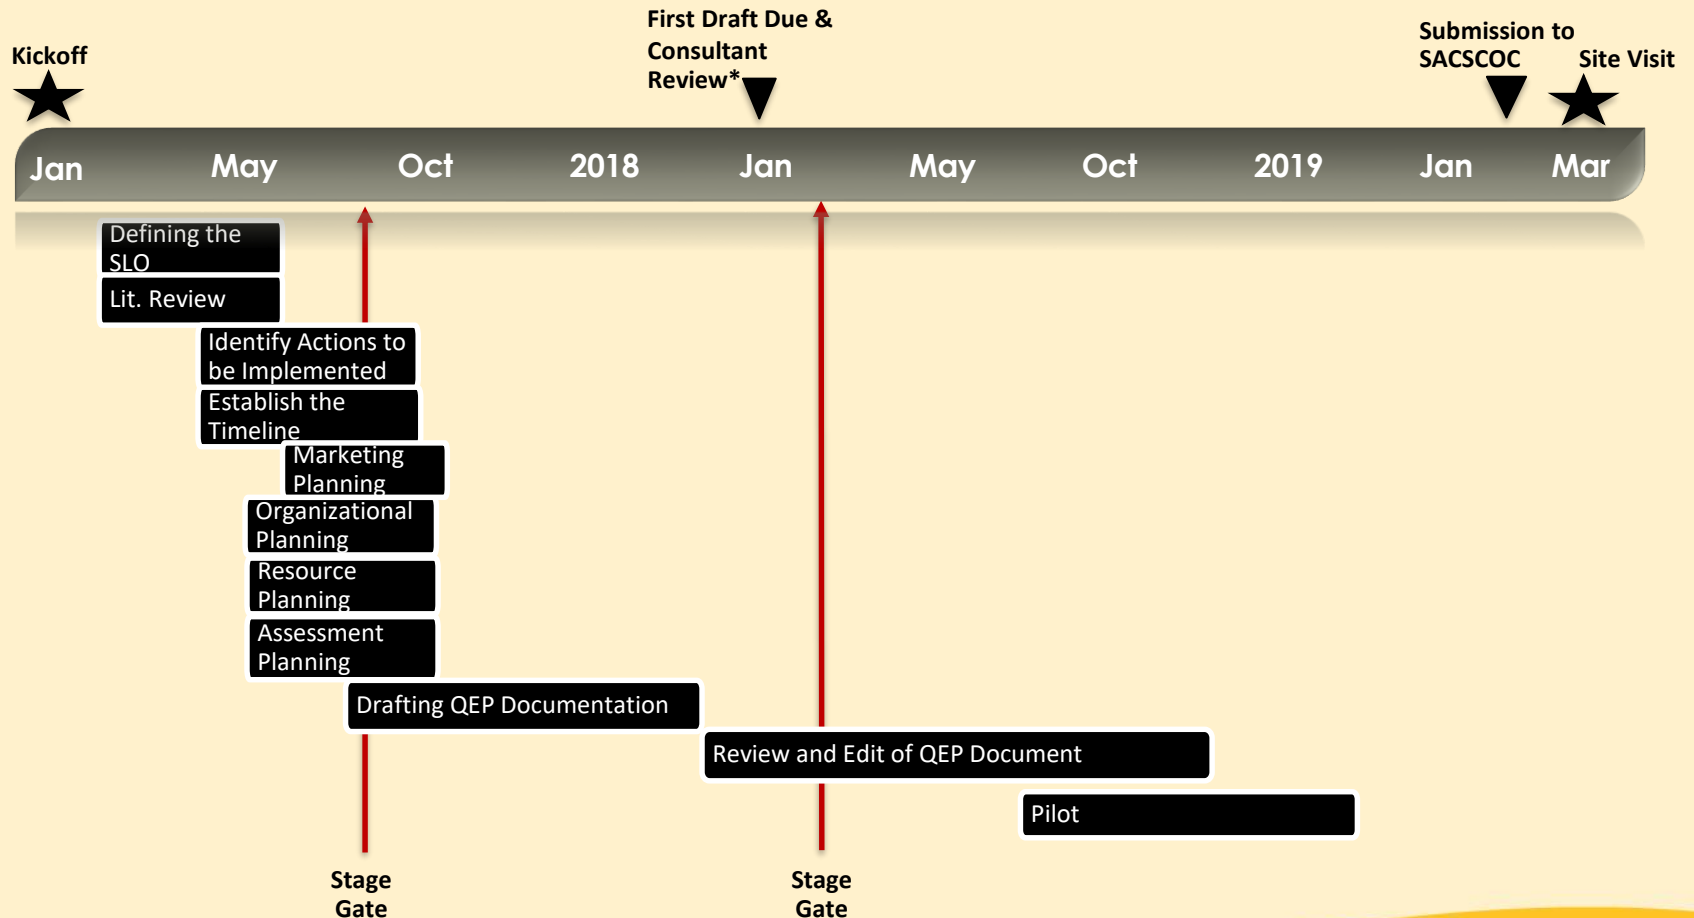 First Draft Due &
Consultant
Review*
Submission to
SACSCOC
Site Visit
Kickoff
Jan
May
Oct
2018
Jan
May
Oct
2019
Jan
Mar
Defining the
SLO
Lit. Review
Identify Actions to
be Implemented
Establish the
Timeline
Marketing
Planning
Organizational
Planning
Resource
Planning
Assessment
Planning
Drafting QEP Documentation
Review and Edit of QEP Document
Pilot
Stage
Gate
Stage
Gate